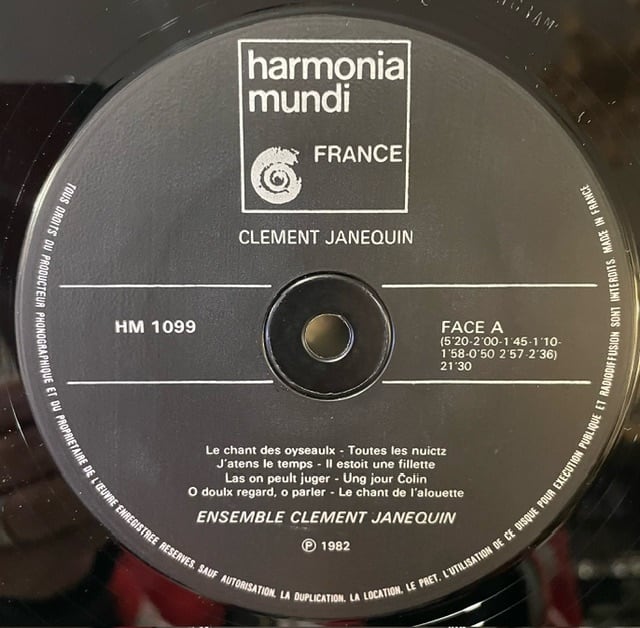 harmonia
mundi
FRANCE
CLEMENT JANEQUIN
HM 1099
FACE A
(5'20-2'00-1'45-1'10-
1'58-0'50 2'57-2'36)
21'30
Le chant des oyseaulx - Toutes les nuictz
J'atens le temps - Il estoit une fillette
Las on peult juger - Ung jour Colin
O doulx regard, o parler - Le chant de l'alouette
ENSEMBLE CLEMENT JANEQUIN
℗ 1982
TOUS DROITS DU PRODUCTEUR PHONOGRAPHIQUE ET DU PROPRIETAIRE DE L'ŒUVRE ENREGISTREE RESERVES. SAUF AUTORISATION. LA DUPLICATION. LA LOCATION. LE PRET. L'UTILISATION DE CE DISQUE POUR EXECUTION PUBLIQUE ET RADIODIFFUSION SONT INTERDITS MADE IN FRANCE